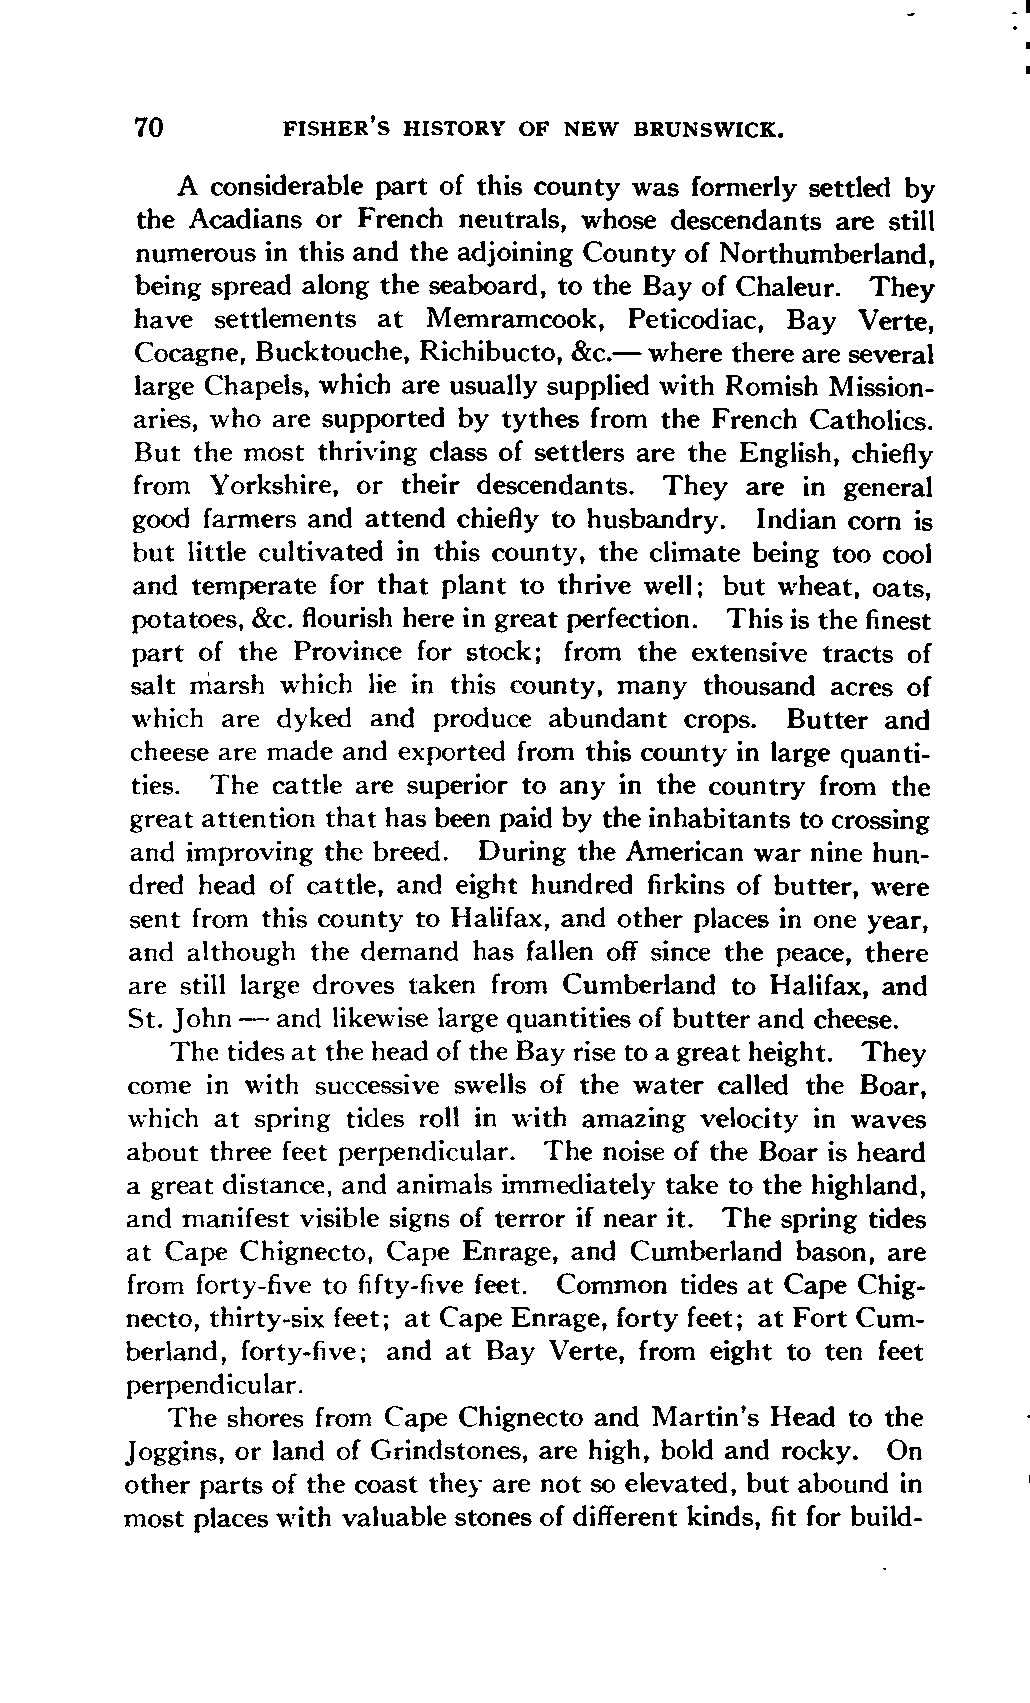 70 FISHER'S HISTORY OF NEW BRUNSWICK.
A considerable part of this county was formerly settled by
the Acadians or French neutrals, whose descendants are still
numerous in this and the adjoining County of Northumberland,
being spread along the seaboard, to the Bay of Chaleur. They
have settlements at Memramcook, Peticodiac, Bay Verte,
Cocagne, Bucktouche, Richibucto, &c.— where there are several
large Chapels, which are usually supplied with Romish Mission-
aries, who are supported by tythes from the French Catholics.
But the most thriving class of settlers are the English, chiefly
from Yorkshire, or their descendants. They are in general
good farmers and attend chiefly to husbandry. Indian corn is
but little cultivated in this county, the climate being too cool
and temperate for that plant to thrive well; but wheat, oats,
potatoes, &c. flourish here in great perfection. This is the finest
part of the Province for stock; from the extensive tracts of
salt marsh which lie in this county, many thousand acres of
which are dyked and produce abundant crops. Butter and
cheese are made and exported from this county in large quanti-
ties. The cattle are superior to any in the country from the
great attention that has been paid by the inhabitants to crossing
and improving the breed. During the American war nine hun-
dred head of cattle, and eight hundred firkins of butter, were
sent from this county to Halifax, and other places in one year,
and although the demand has fallen off since the peace, there
are still large droves taken from Cumberland to Halifax, and
St. John — and likewise large quantities of butter and cheese.
The tides at the head of the Bay rise to a great height. They
come in with successive swells of the water called the Boar,
which at spring tides roll in with amazing velocity in waves
about three feet perpendicular. The noise of the Boar is heard
a great distance, and animals immediately take to the highland,
and manifest visible signs of terror if near it. The spring tides
at Cape Chignecto, Cape Enrage, and Cumberland bason, are
from forty-five to fifty-five feet. Common tides at Cape Chig-
necto, thirty-six feet; at Cape Enrage, forty feet; at Fort Cum-
berland, forty-five; and at Bay Verte, from eight to ten feet
perpendicular.
The shores from Cape Chignecto and Martin's Head to the
Joggins, or land of Grindstones, are high, bold and rocky. On
other parts of the coast they are not so elevated, but abound in
most places with valuable stones of different kinds, fit for build-